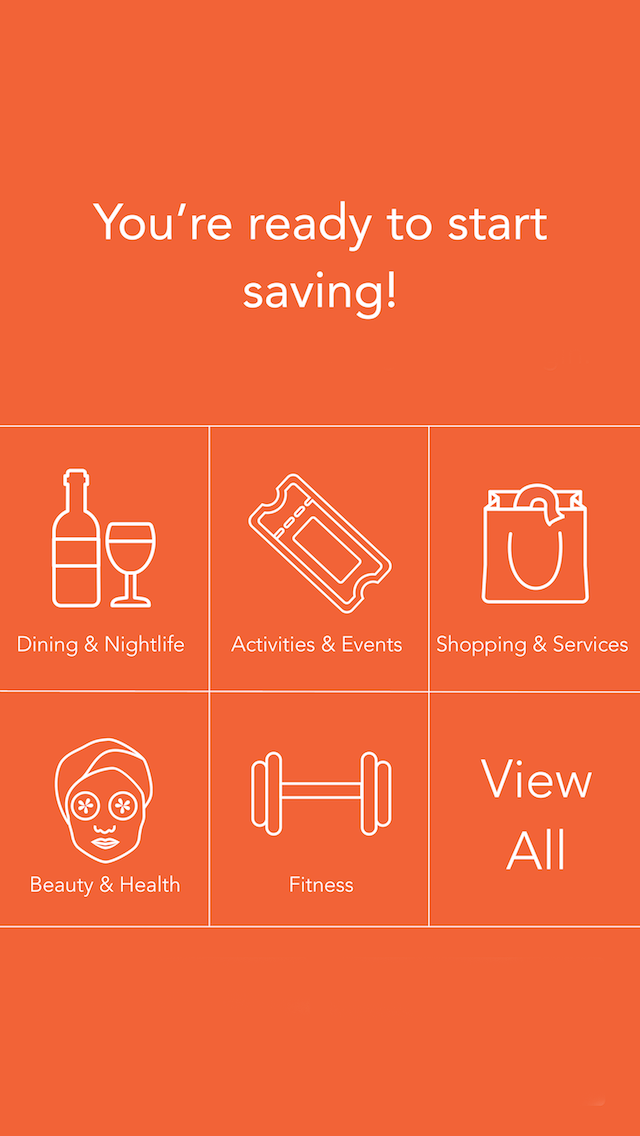 You’re ready to start
saving!
Dining & Nightlife
Activities & Events
Shopping & Services
Beauty & Health
Fitness
View
All